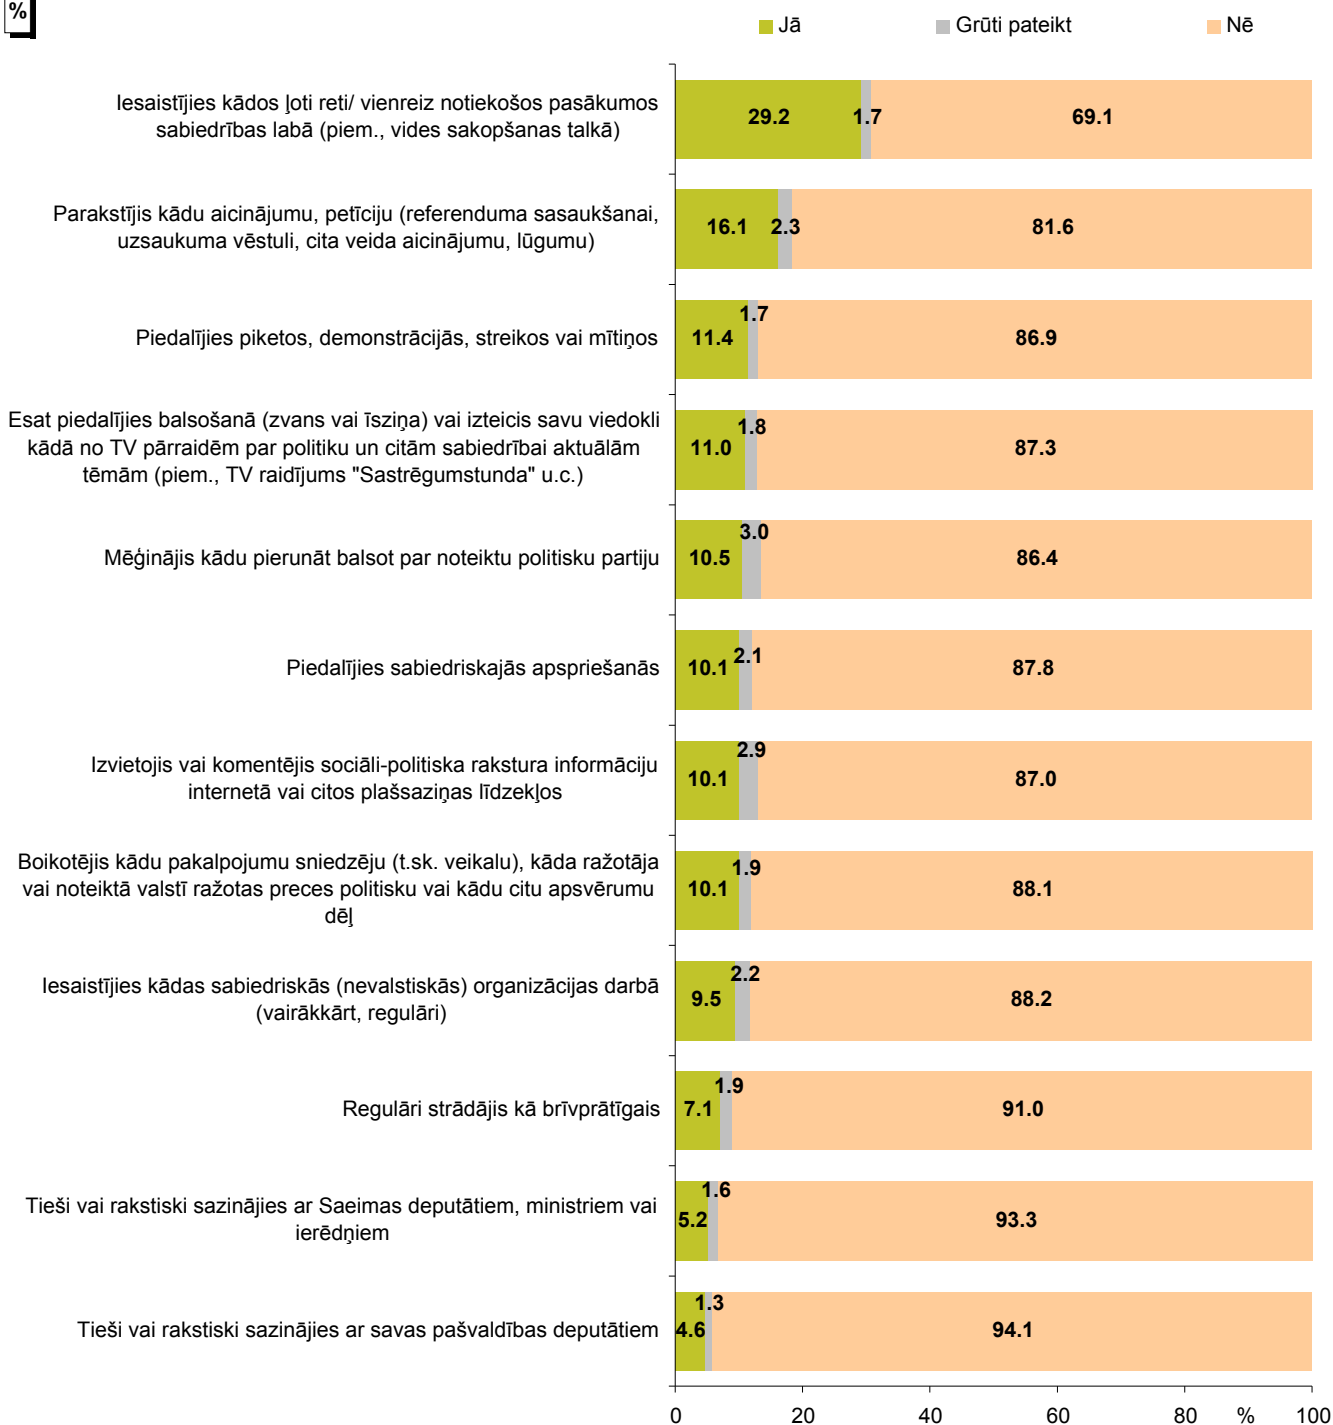 %
Jā
Grūti pateikt
Nē
Iesaistījies kādos ļoti reti/ vienreiz notiekošos pasākumos
sabiedrības labā (piem., vides sakopšanas talkā)
29.2
1.7
69.1
Parakstījis kādu aicinājumu, petīciju (referenduma sasaukšanai,
uzsaukuma vēstuli, cita veida aicinājumu, lūgumu)
16.1
2.3
81.6
Piedalījies piketos, demonstrācijās, streikos vai mītiņos
11.4
1.7
86.9
Esat piedalījies balsošanā (zvans vai īsziņa) vai izteicis savu viedokli
kādā no TV pārraidēm par politiku un citām sabiedrībai aktuālām
tēmām (piem., TV raidījums "Sastrēgumstunda" u.c.)
11.0
1.8
87.3
Mēģinājis kādu pierunāt balsot par noteiktu politisku partiju
10.5
3.0
86.4
Piedalījies sabiedriskajās apspriešanās
10.1
2.1
87.8
Izvietojis vai komentējis sociāli-politiska rakstura informāciju
internetā vai citos plašsaziņas līdzekļos
10.1
2.9
87.0
Boikotējis kādu pakalpojumu sniedzēju (t.sk. veikalu), kāda ražotāja
vai noteiktā valstī ražotas preces politisku vai kādu citu apsvērumu
dēļ
10.1
1.9
88.1
Iesaistījies kādas sabiedriskās (nevalstiskās) organizācijas darbā
(vairākkārt, regulāri)
9.5
2.2
88.2
Regulāri strādājis kā brīvprātīgais
7.1
1.9
91.0
Tieši vai rakstiski sazinājies ar Saeimas deputātiem, ministriem vai
ierēdņiem
5.2
1.6
93.3
Tieši vai rakstiski sazinājies ar savas pašvaldības deputātiem
4.6
1.3
94.1
0 20 40 60 80 % 100